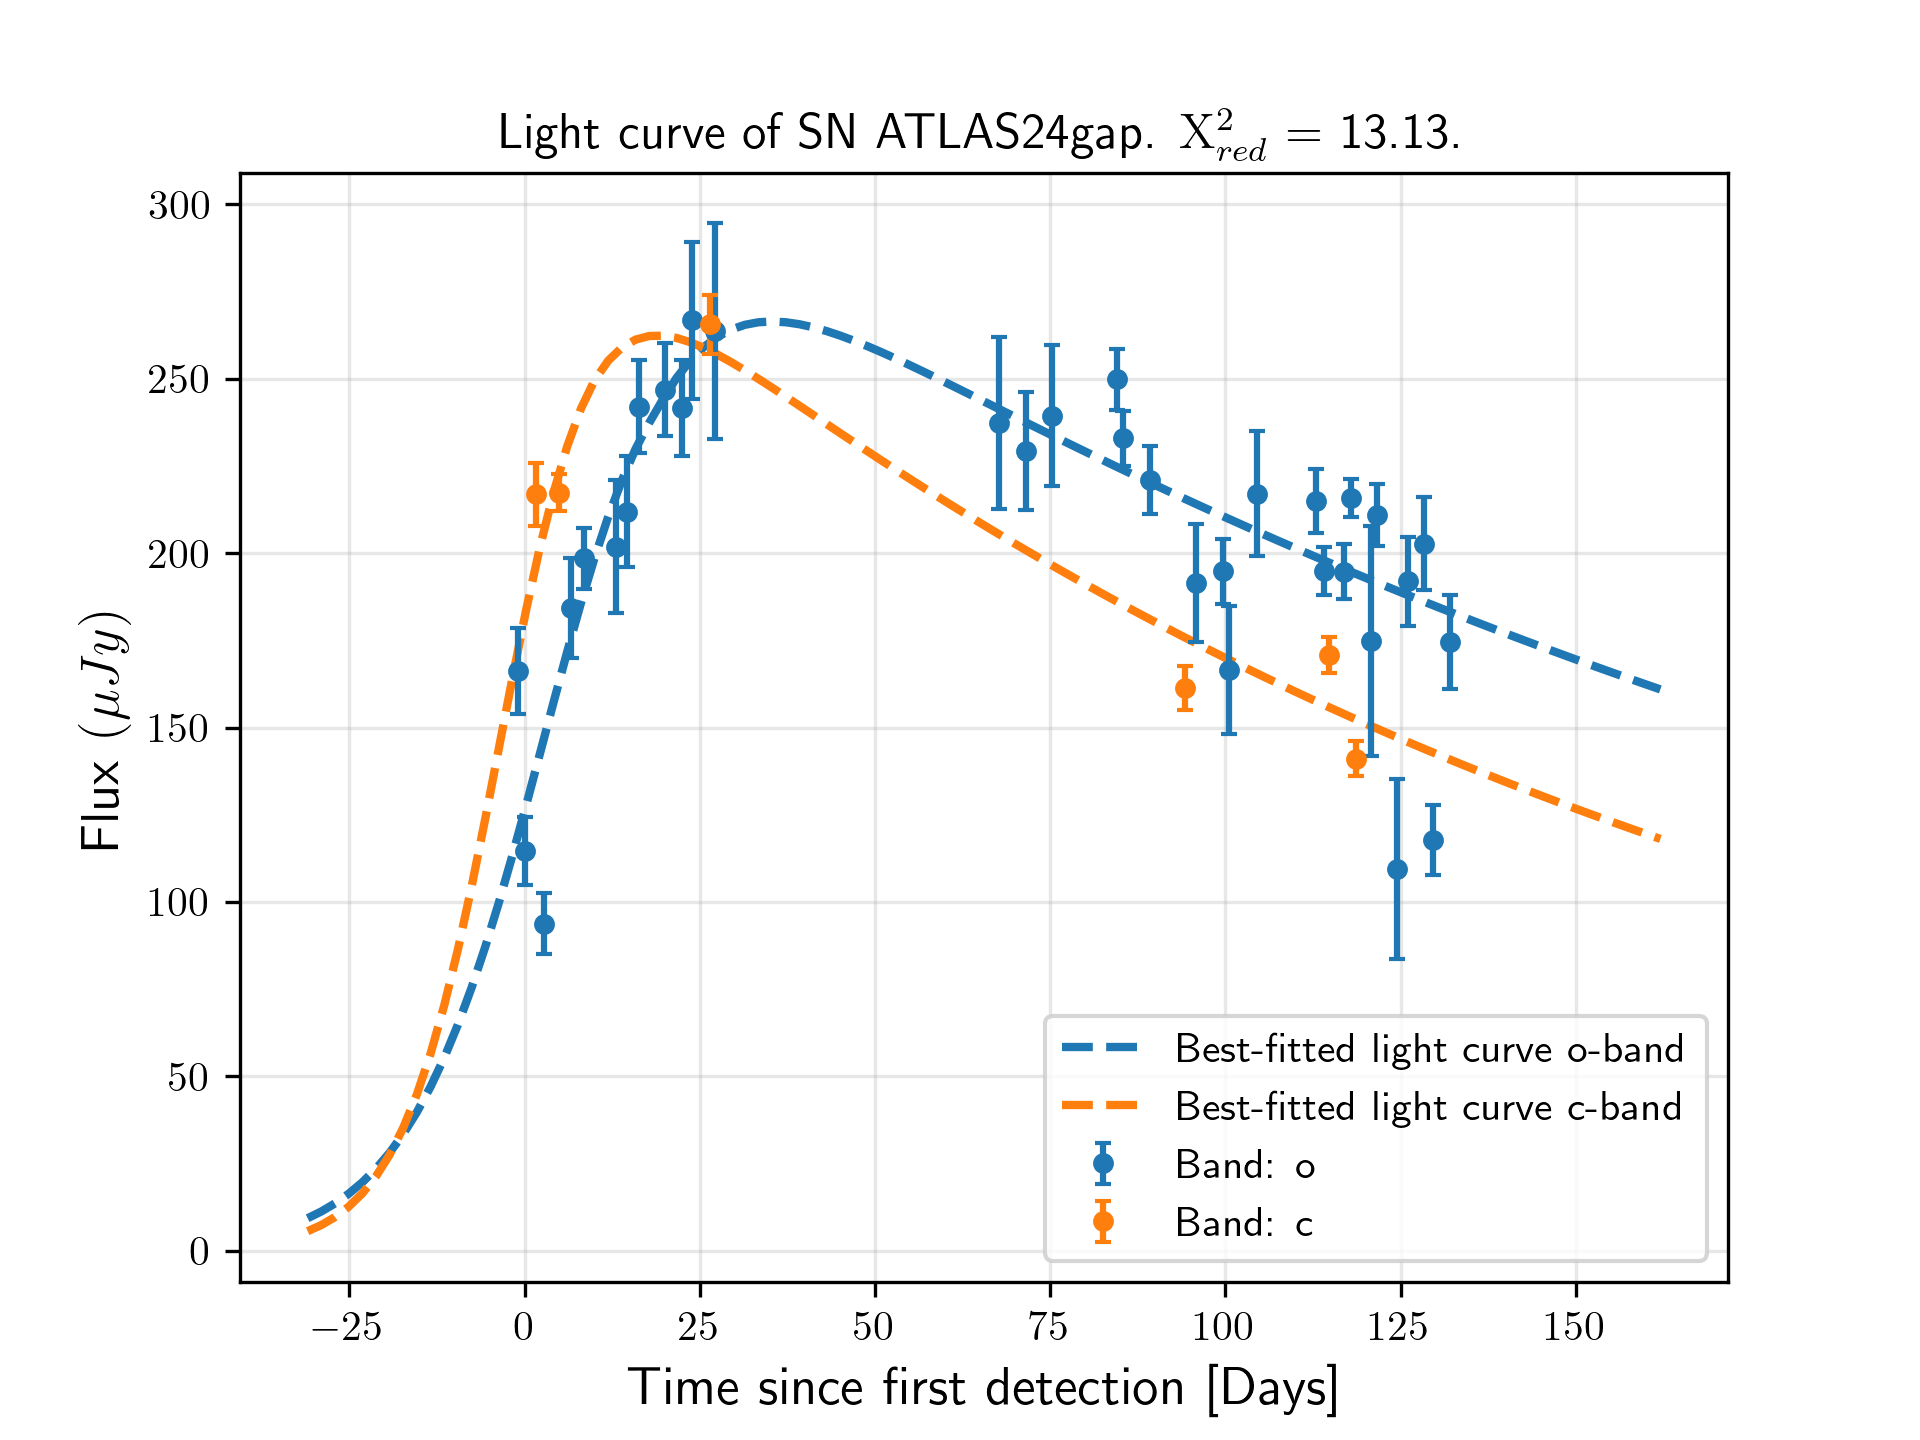 Light curve of SN ATLAS24gap. X²_red = 13.13.
300
250
200
150
100
50
0
Flux (μJy)
−25 0 25 50 75 100 125 150
Time since first detection [Days]
Best-fitted light curve o-band
Best-fitted light curve c-band
Band: o
Band: c